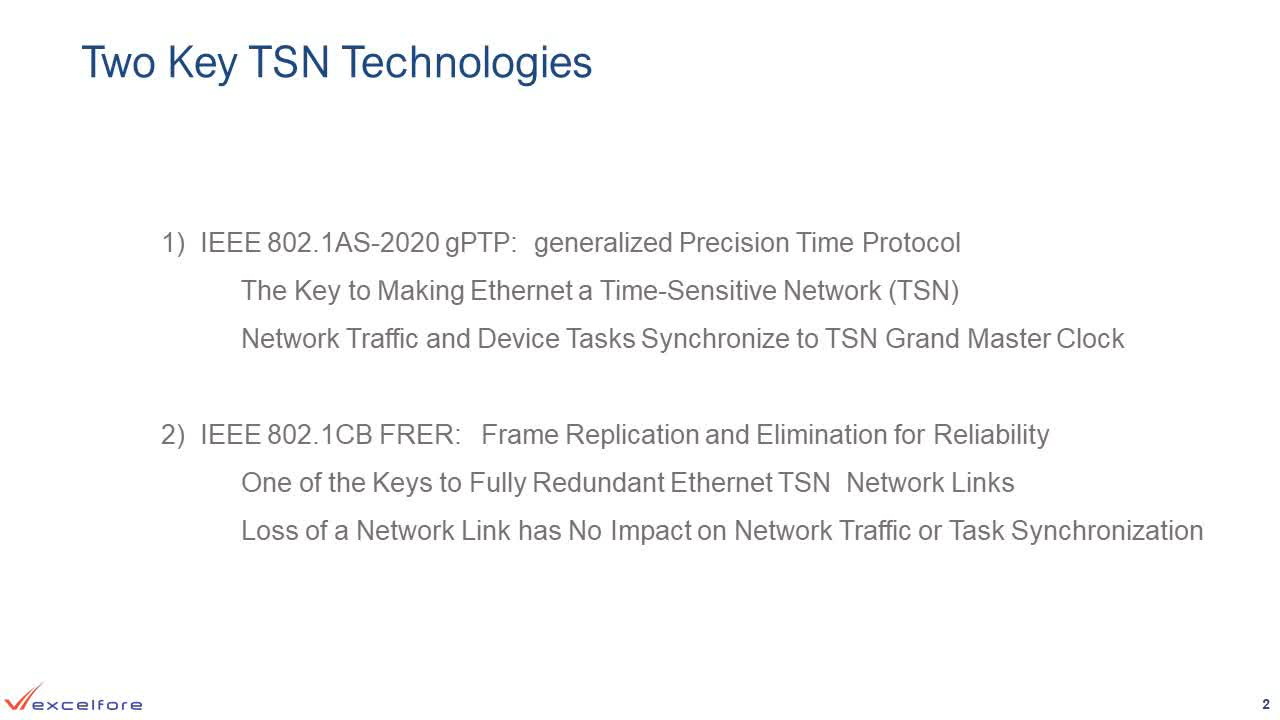 Two Key TSN Technologies
1) IEEE 802.1AS-2020 gPTP: generalized Precision Time Protocol
The Key to Making Ethernet a Time-Sensitive Network (TSN)
Network Traffic and Device Tasks Synchronize to TSN Grand Master Clock
2) IEEE 802.1CB FRER: Frame Replication and Elimination for Reliability
One of the Keys to Fully Redundant Ethernet TSN Network Links
Loss of a Network Link has No Impact on Network Traffic or Task Synchronization
excelfore
2